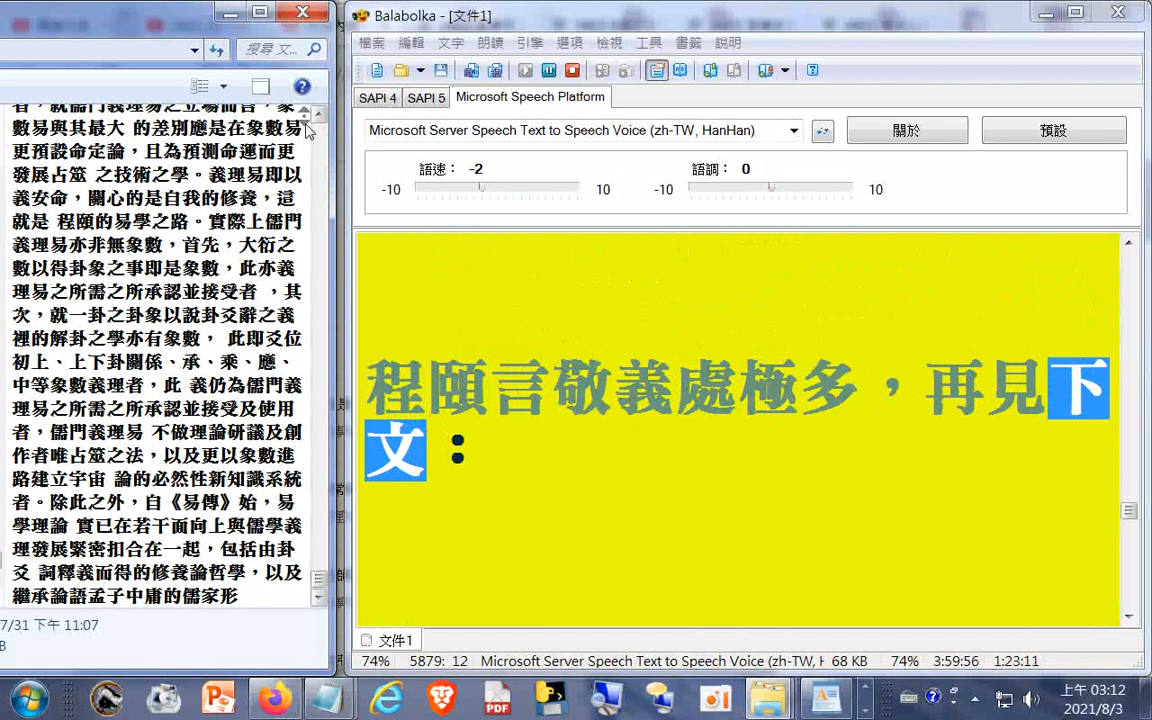 搜尋 文...
者，就儒門義理易之立場而言，象
數易與其最大 的差別應是在象數易
更預設命定論，且為預測命運而更
發展占筮 之技術之學。義理易即以
義安命，關心的是自我的修養，這
就是 程頤的易學之路。實際上儒門
義理易亦非無象數，首先，大衍之
數以得卦象之事即是象數，此亦義
理易之所需之所承認並接受者 ，其
次，就一卦之卦象以說卦爻辭之義
裡的解卦之學亦有象數， 此即爻位
初上、上下卦關係、承、乘、應、
中等象數義理者，此 義仍為儒門義
理易之所需之所承認並接受及使用
者，儒門義理易 不做理論研議及創
作者唯占筮之法，以及更以象數進
路建立宇宙 論的必然性新知識系統
者。除此之外，自《易傳》始，易
學理論 實已在若干面向上與儒學義
理發展緊密扣合在一起，包括由卦
爻 詞釋義而得的修養論哲學，以及
繼承論語孟子中庸的儒家形
7/31 下午 11:07
B
Balabolka - [文件1]
檔案 編輯 文字 朗讀 引擎 選項 檢視 工具 書籤 說明
SAPI 4 SAPI 5 Microsoft Speech Platform
Microsoft Server Speech Text to Speech Voice (zh-TW, HanHan) 關於 預設
語速： -2 語調： 0
-10 10 -10 10
程頤言敬義處極多，再見下
文：
文件1
74% 5879: 12 Microsoft Server Speech Text to Speech Voice (zh-TW, H 68 KB 74% 3:59:56 1:23:11
PDF
上午 03:12
2021/8/3